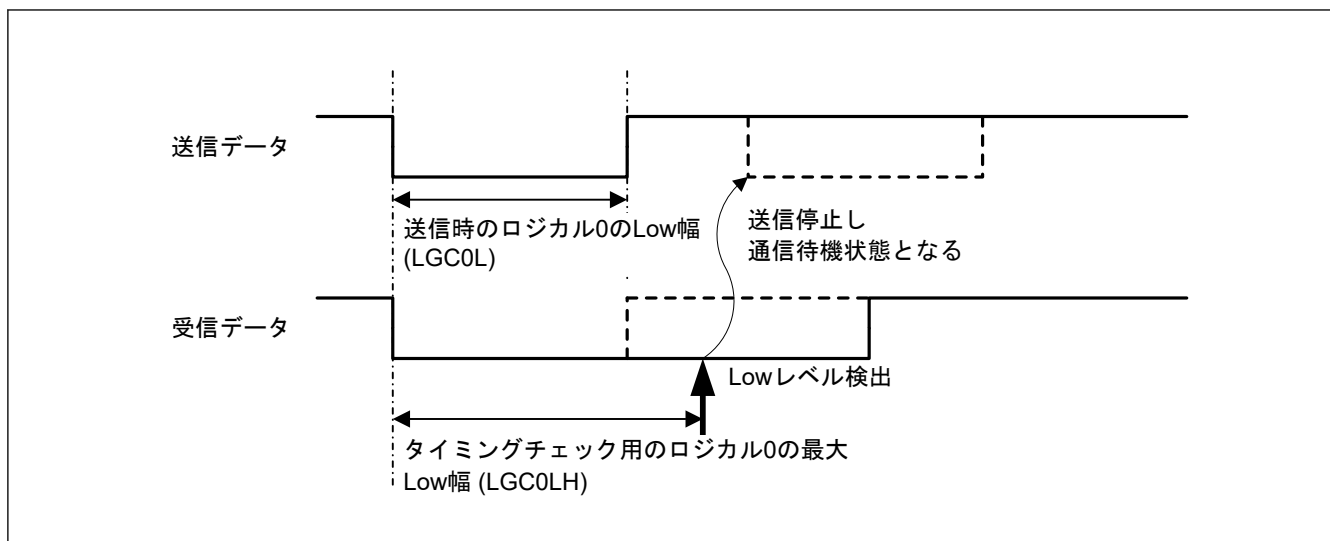 送信データ
送信時のロジカル0のLow幅
(LGC0L)
送信停止し
通信待機状態となる
受信データ
Lowレベル検出
タイミングチェック用のロジカル0の最大
Low幅 (LGC0LH)